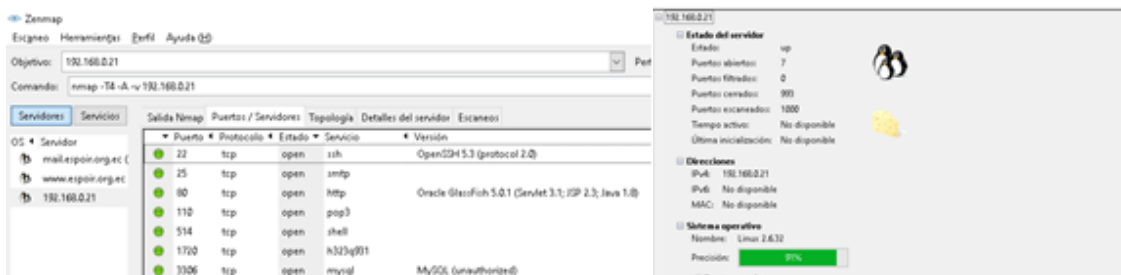 Zenmap
Escaneo Herramientas Perfil Ayuda (H)
Objetivo: 192.168.0.21
Comando: nmap -T4 -A -v 192.168.0.21
Servidores Servicios
Salida Nmap Puertos / Servidores Topología Detalles del servidor Escaneos
OS Servidor
mail.espoir.org.ec (
www.espoir.org.ec
192.168.0.21
Puerto Protocolo Estado Servicio Versión
22 tcp open ssh OpenSSH 5.3 (protocol 2.0)
25 tcp open smtp
80 tcp open http Oracle GlassFish 5.0.1 (Servlet 3.1; JSP 2.3; Java 1.8)
110 tcp open pop3
514 tcp open shell
1720 tcp open h323q931
3306 tcp open mysql MySQL (unauthorized)
192.168.0.21
Estado del servidor
Estado: up
Puertos abiertos: 7
Puertos filtrados: 0
Puertos cerrados: 993
Puertos escaneados: 1000
Tiempo activo: No disponible
Última inicialización: No disponible
Direcciones
IPv4: 192.168.0.21
IPv6: No disponible
MAC: No disponible
Sistema operativo
Nombre: Linux 2.6.32
Precisión: